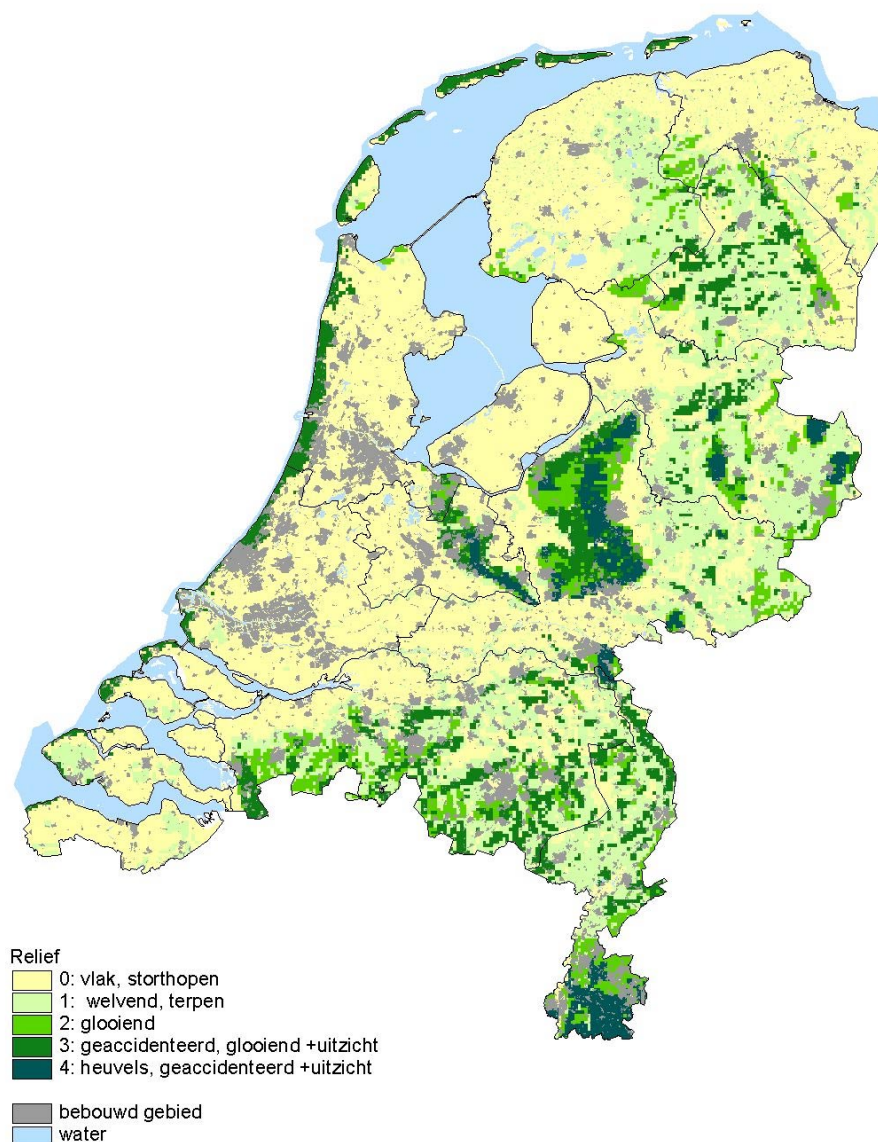 Relief
0: vlak, storthopen
1: welvend, terpen
2: glooiend
3: geaccidenteerd, glooiend +uitzicht
4: heuvels, geaccidenteerd +uitzicht
bebouwd gebied
water